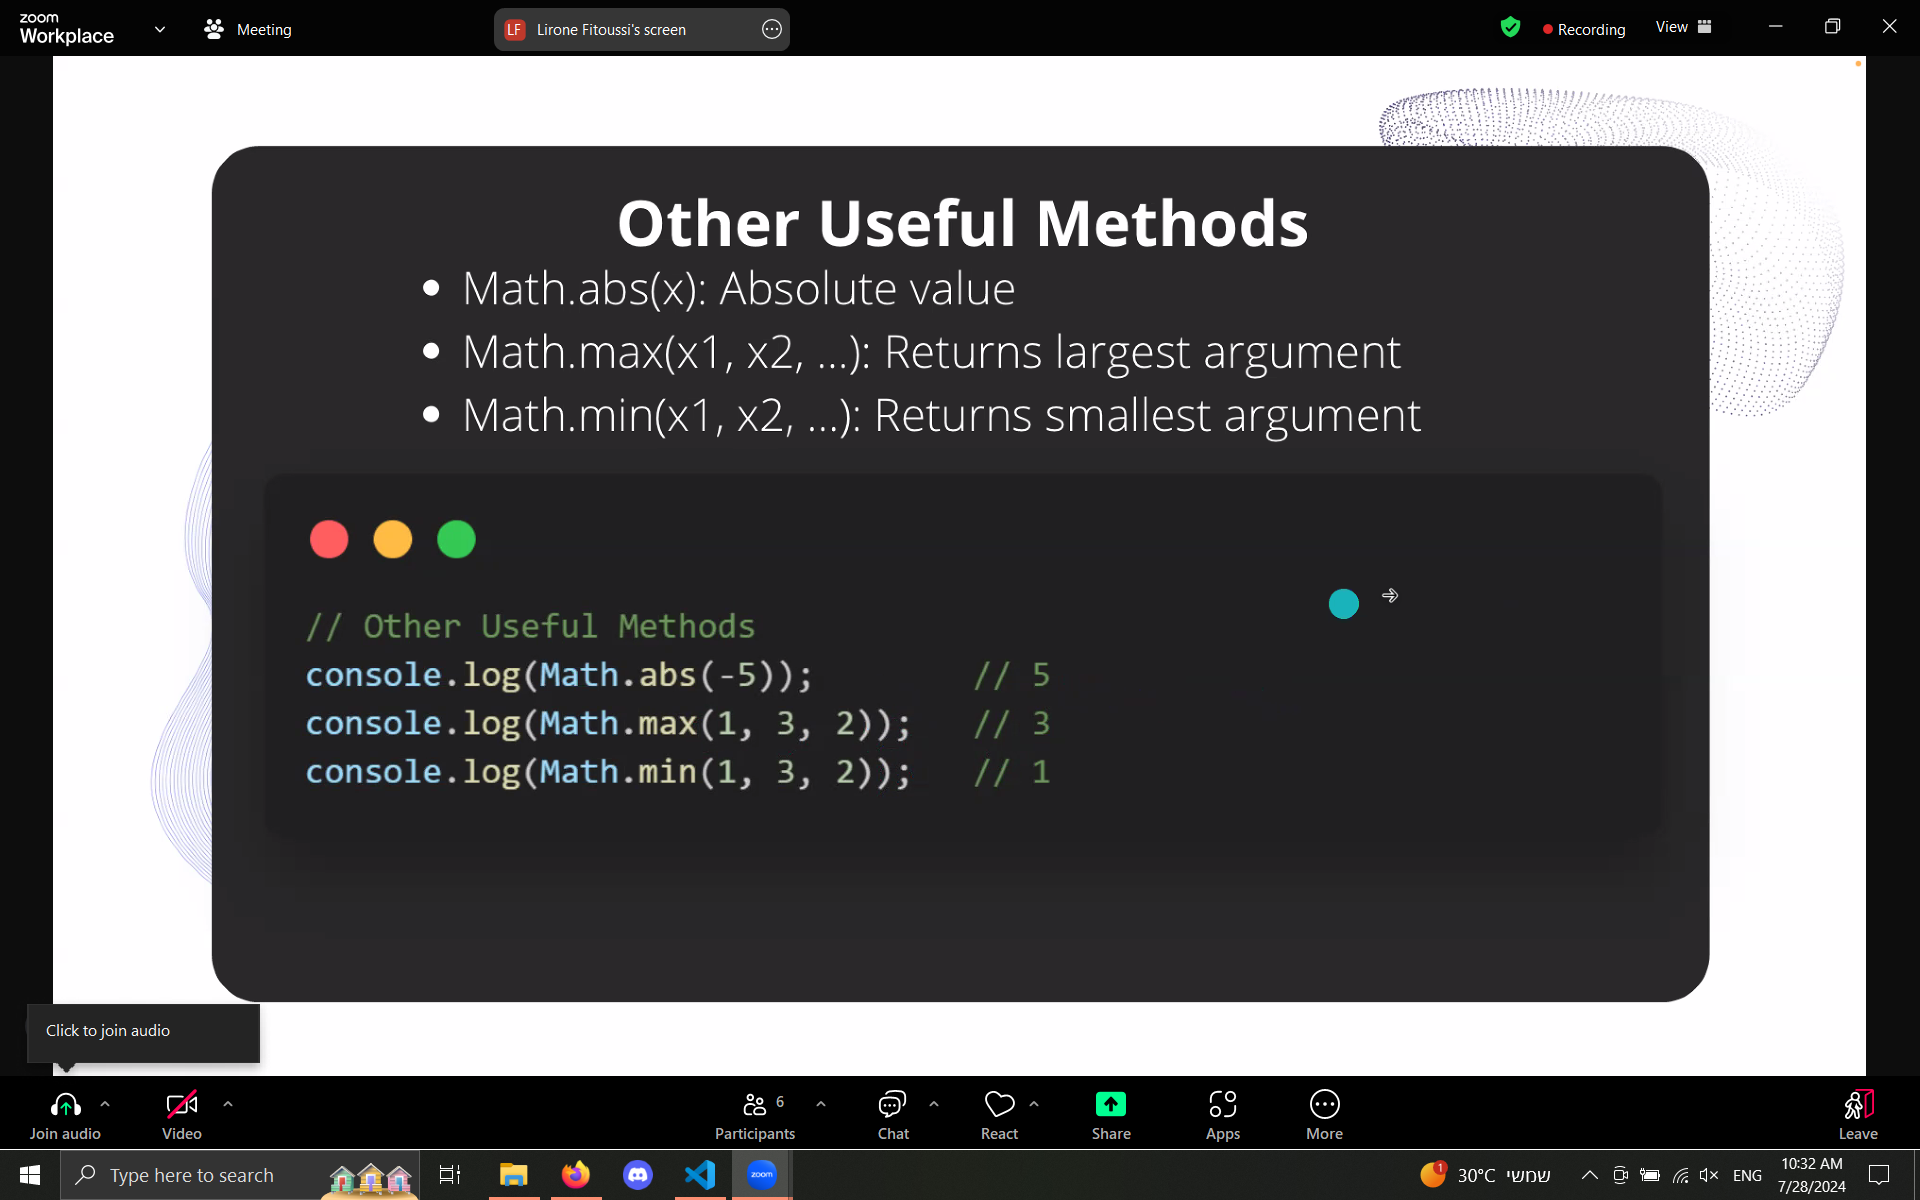 zoom
Workplace
Meeting
LF Lirone Fitoussi's screen
Recording
View
Other Useful Methods
• Math.abs(x): Absolute value
• Math.max(x1, x2, ...): Returns largest argument
• Math.min(x1, x2, ...): Returns smallest argument
// Other Useful Methods
console.log(Math.abs(-5)); // 5
console.log(Math.max(1, 3, 2)); // 3
console.log(Math.min(1, 3, 2)); // 1
Click to join audio
Join audio
Video
6
Participants
Chat
React
Share
Apps
More
Leave
Type here to search
zoom
1
30°C שמשי
ENG
10:32 AM
7/28/2024